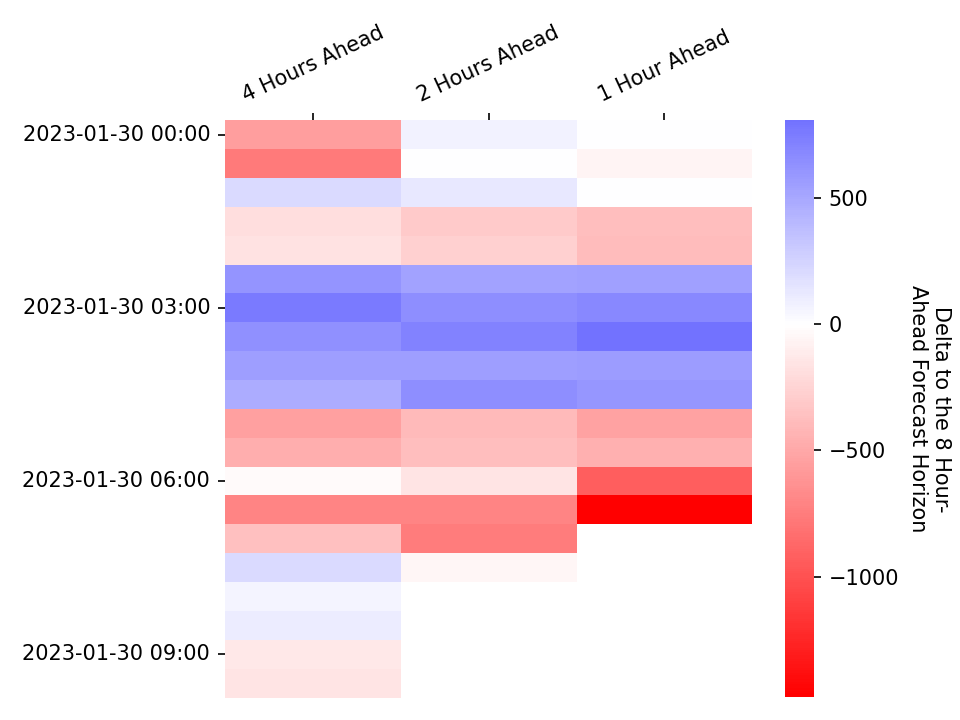 4 Hours Ahead
2 Hours Ahead
1 Hour Ahead
2023-01-30 00:00
2023-01-30 03:00
2023-01-30 06:00
2023-01-30 09:00
500
0
−500
−1000
Delta to the 8 Hour-
Ahead Forecast Horizon